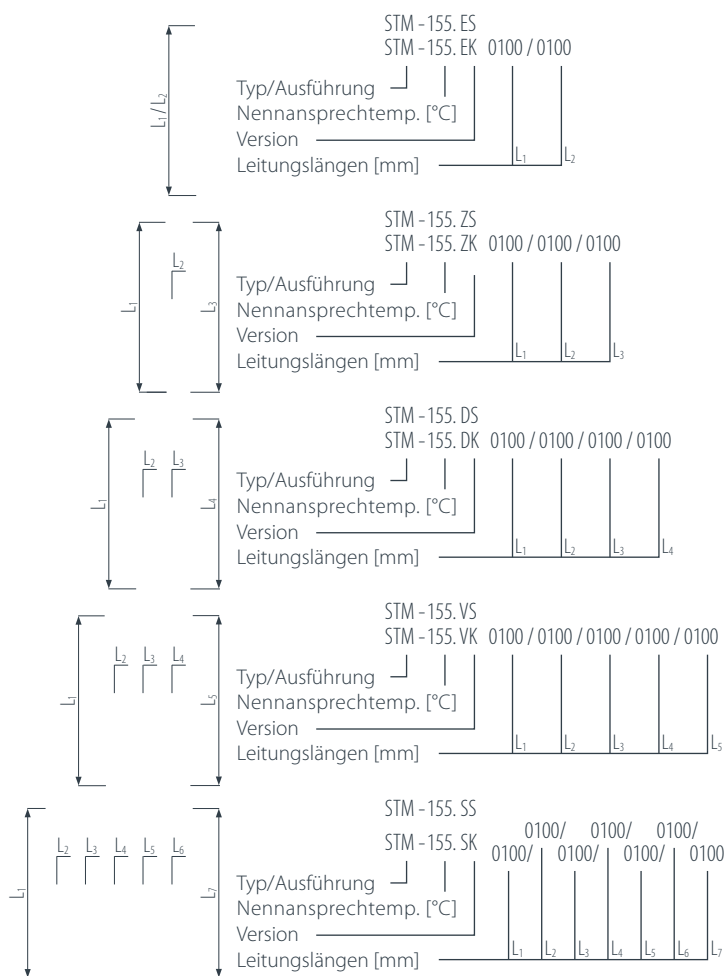 STM - 155. ES
STM - 155. EK 0100 / 0100
L1 / L2
Typ/Ausführung
Nennansprechtemp. [°C]
Version
Leitungslängen [mm]
L1 L2
STM - 155. ZS
STM - 155. ZK 0100 / 0100 / 0100
L1 L2 L3
Typ/Ausführung
Nennansprechtemp. [°C]
Version
Leitungslängen [mm]
L1 L2 L3
STM - 155. DS
STM - 155. DK 0100 / 0100 / 0100 / 0100
L1 L2 L3 L4
Typ/Ausführung
Nennansprechtemp. [°C]
Version
Leitungslängen [mm]
L1 L2 L3 L4
STM - 155. VS
STM - 155. VK 0100 / 0100 / 0100 / 0100 / 0100
L1 L2 L3 L4 L5
Typ/Ausführung
Nennansprechtemp. [°C]
Version
Leitungslängen [mm]
L1 L2 L3 L4 L5
STM - 155. SS
STM - 155. SK 0100/ 0100/ 0100/ 0100/ 0100/ 0100/ 0100
L1 L2 L3 L4 L5 L6 L7
Typ/Ausführung
Nennansprechtemp. [°C]
Version
Leitungslängen [mm]
L1 L2 L3 L4 L5 L6 L7